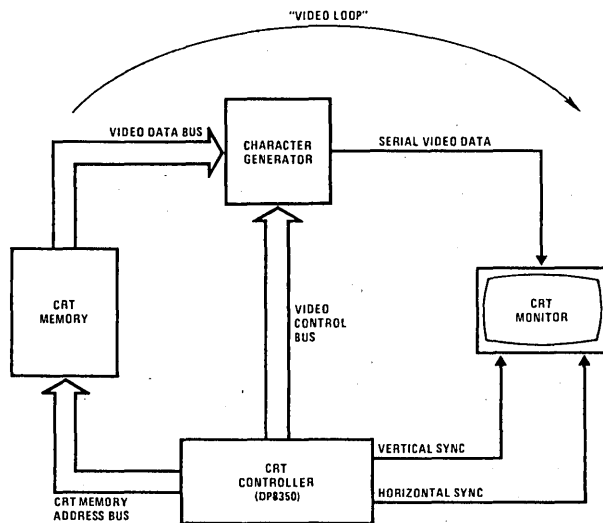 "VIDEO LOOP"
VIDEO DATA BUS
CHARACTER
GENERATOR
SERIAL VIDEO DATA
CRT
MEMORY
VIDEO
CONTROL
BUS
CRT
MONITOR
CRT
CONTROLLER
(DP8350)
VERTICAL SYNC
HORIZONTAL SYNC
CRT MEMORY
ADDRESS BUS